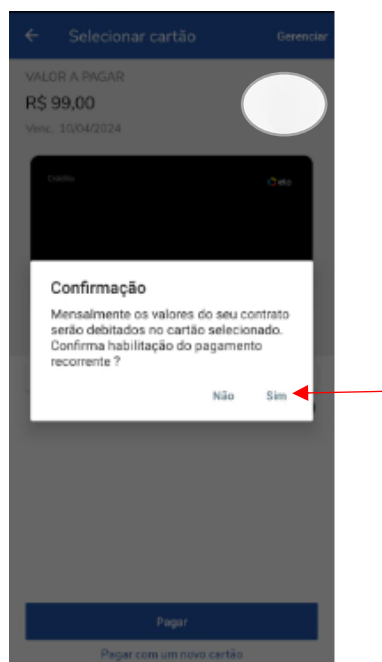 Selecionar cartão
Gerenciar
VALOR A PAGAR
R$ 99,00
Venc. 10/04/2024
Crédito
elo
Confirmação
Mensalmente os valores do seu contrato
serão debitados no cartão selecionado.
Confirma habilitação do pagamento
recorrente ?
Não
Sim
Pagar
Pagar com um novo cartão